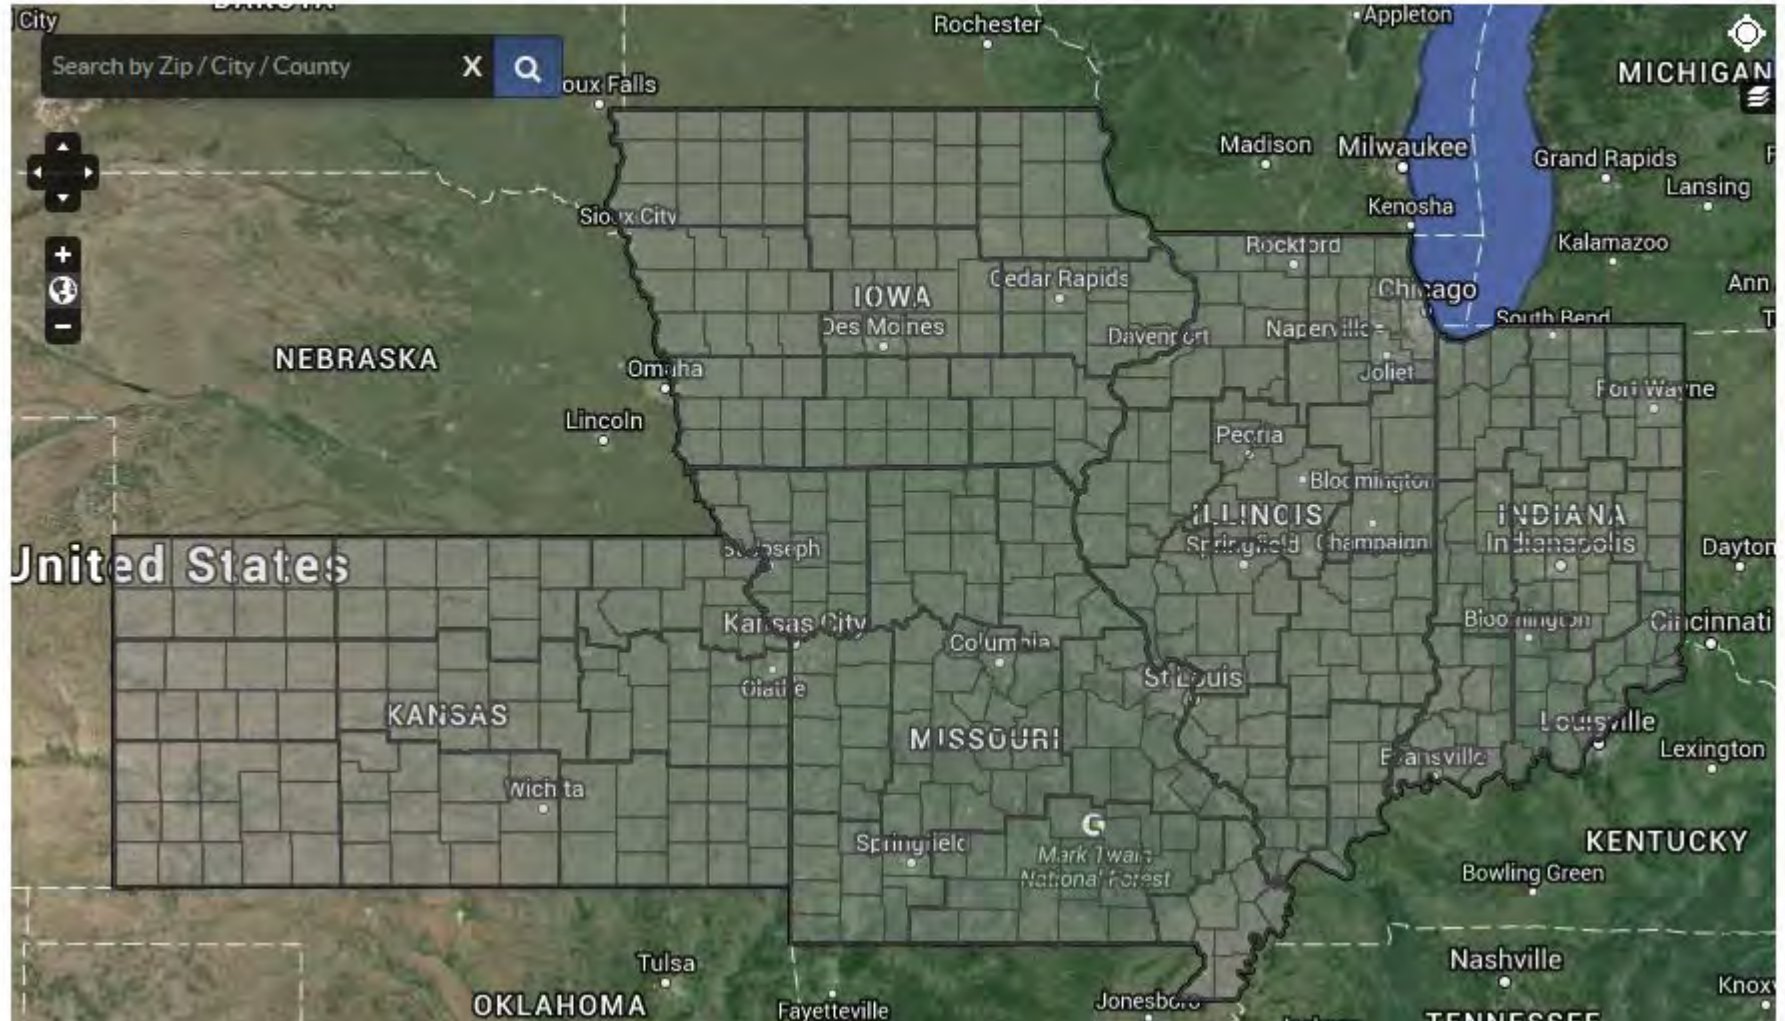 City
Rochester
Appleton
Search by Zip / City / County
X
MICHIGAN
oux Falls
Madison
Milwaukee
Grand Rapids
Lansing
Sioux City
Kenosha
Rockford
Kalamazoo
Cedar Rapids
Chicago
Ann
IOWA
Des Moines
Davenport
Naperville
South Bend
NEBRASKA
Omaha
Joliet
Fort Wayne
Lincoln
Peoria
Bloomington
ILLINOIS
INDIANA
United States
St Joseph
Springfield
Champaign
Indianapolis
Dayton
Kansas City
Columbia
Bloomington
Cincinnati
Olathe
St Louis
KANSAS
MISSOURI
Louisville
Evansville
Lexington
Wichita
Springfield
Mark Twain
National Forest
KENTUCKY
Bowling Green
Tulsa
Nashville
OKLAHOMA
Fayetteville
Jonesboro
Knoxv
TENNESSEE